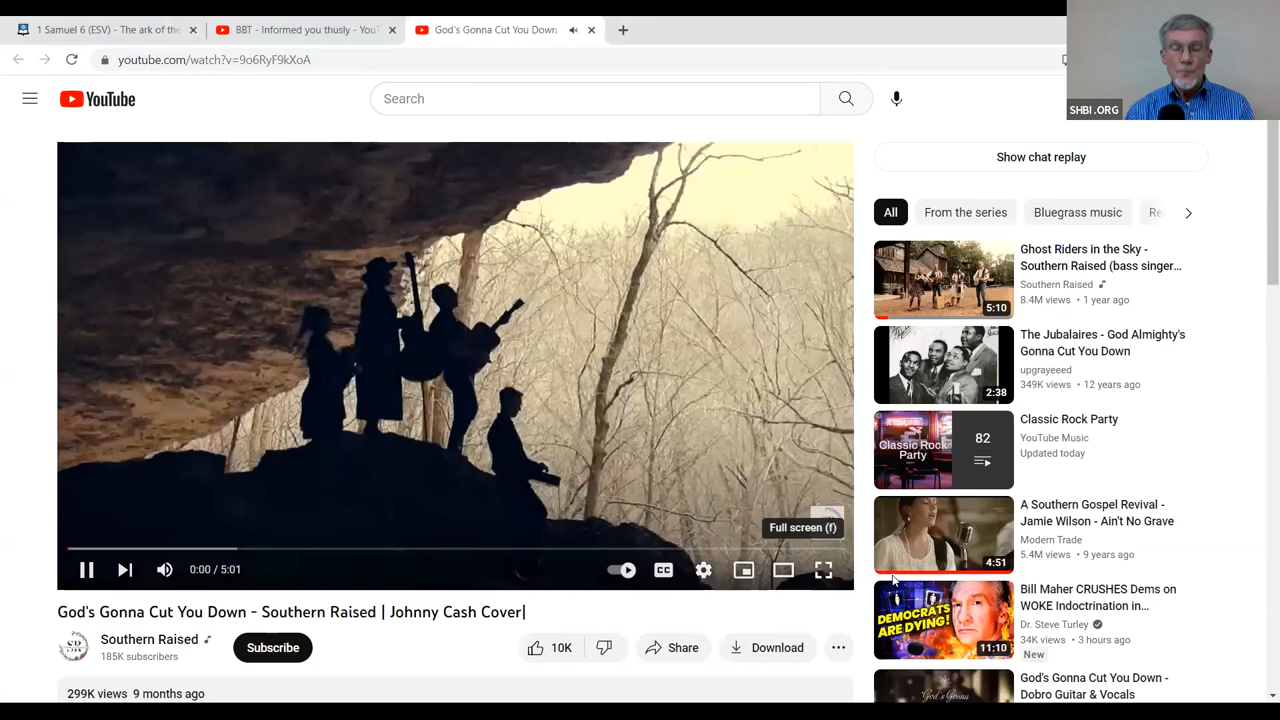 1 Samuel 6 (ESV) - The ark of the
BBT - Informed you thusly - YouT
God's Gonna Cut You Down
youtube.com/watch?v=9o6RyF9kXoA
SHBI.ORG
YouTube
Search
Show chat replay
All
From the series
Bluegrass music
Re
Ghost Riders in the Sky -
Southern Raised (bass singer...
Southern Raised
8.4M views • 1 year ago
5:10
The Jubalaires - God Almighty's
Gonna Cut You Down
upgrayeeed
349K views • 12 years ago
2:38
Classic Rock
Party
82
Classic Rock Party
YouTube Music
Updated today
A Southern Gospel Revival -
Jamie Wilson - Ain't No Grave
Modern Trade
5.4M views • 9 years ago
4:51
DEMOCRATS
ARE DYING!
11:10
Bill Maher CRUSHES Dems on
WOKE Indoctrination in...
Dr. Steve Turley
34K views • 3 hours ago
New
God's Gonna
God's Gonna Cut You Down -
Dobro Guitar & Vocals
Full screen (f)
0:00 / 5:01
CC
God's Gonna Cut You Down - Southern Raised | Johnny Cash Cover|
SR
Southern Raised
185K subscribers
Subscribe
10K
Share
Download
299K views 9 months ago